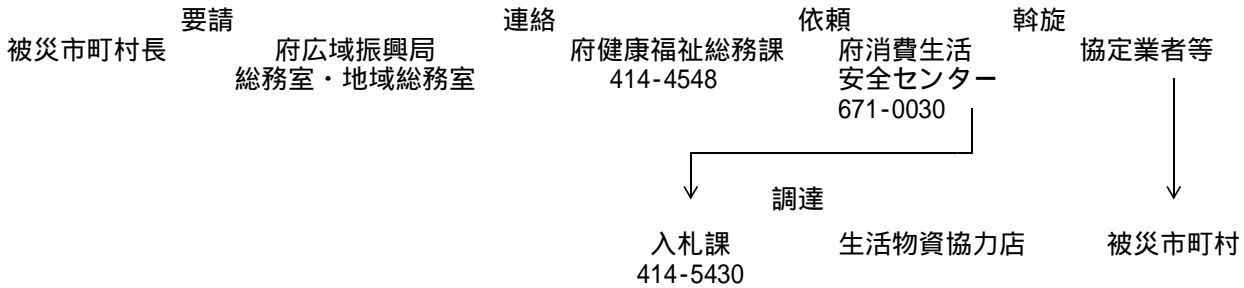 要請 連絡 依頼 斡旋
被災市町村長 府広域振興局 府健康福祉総務課 府消費生活 協定業者等
総務室・地域総務室 414-4548 安全センター
671-0030
調達
入札課 生活物資協力店 被災市町村
414-5430